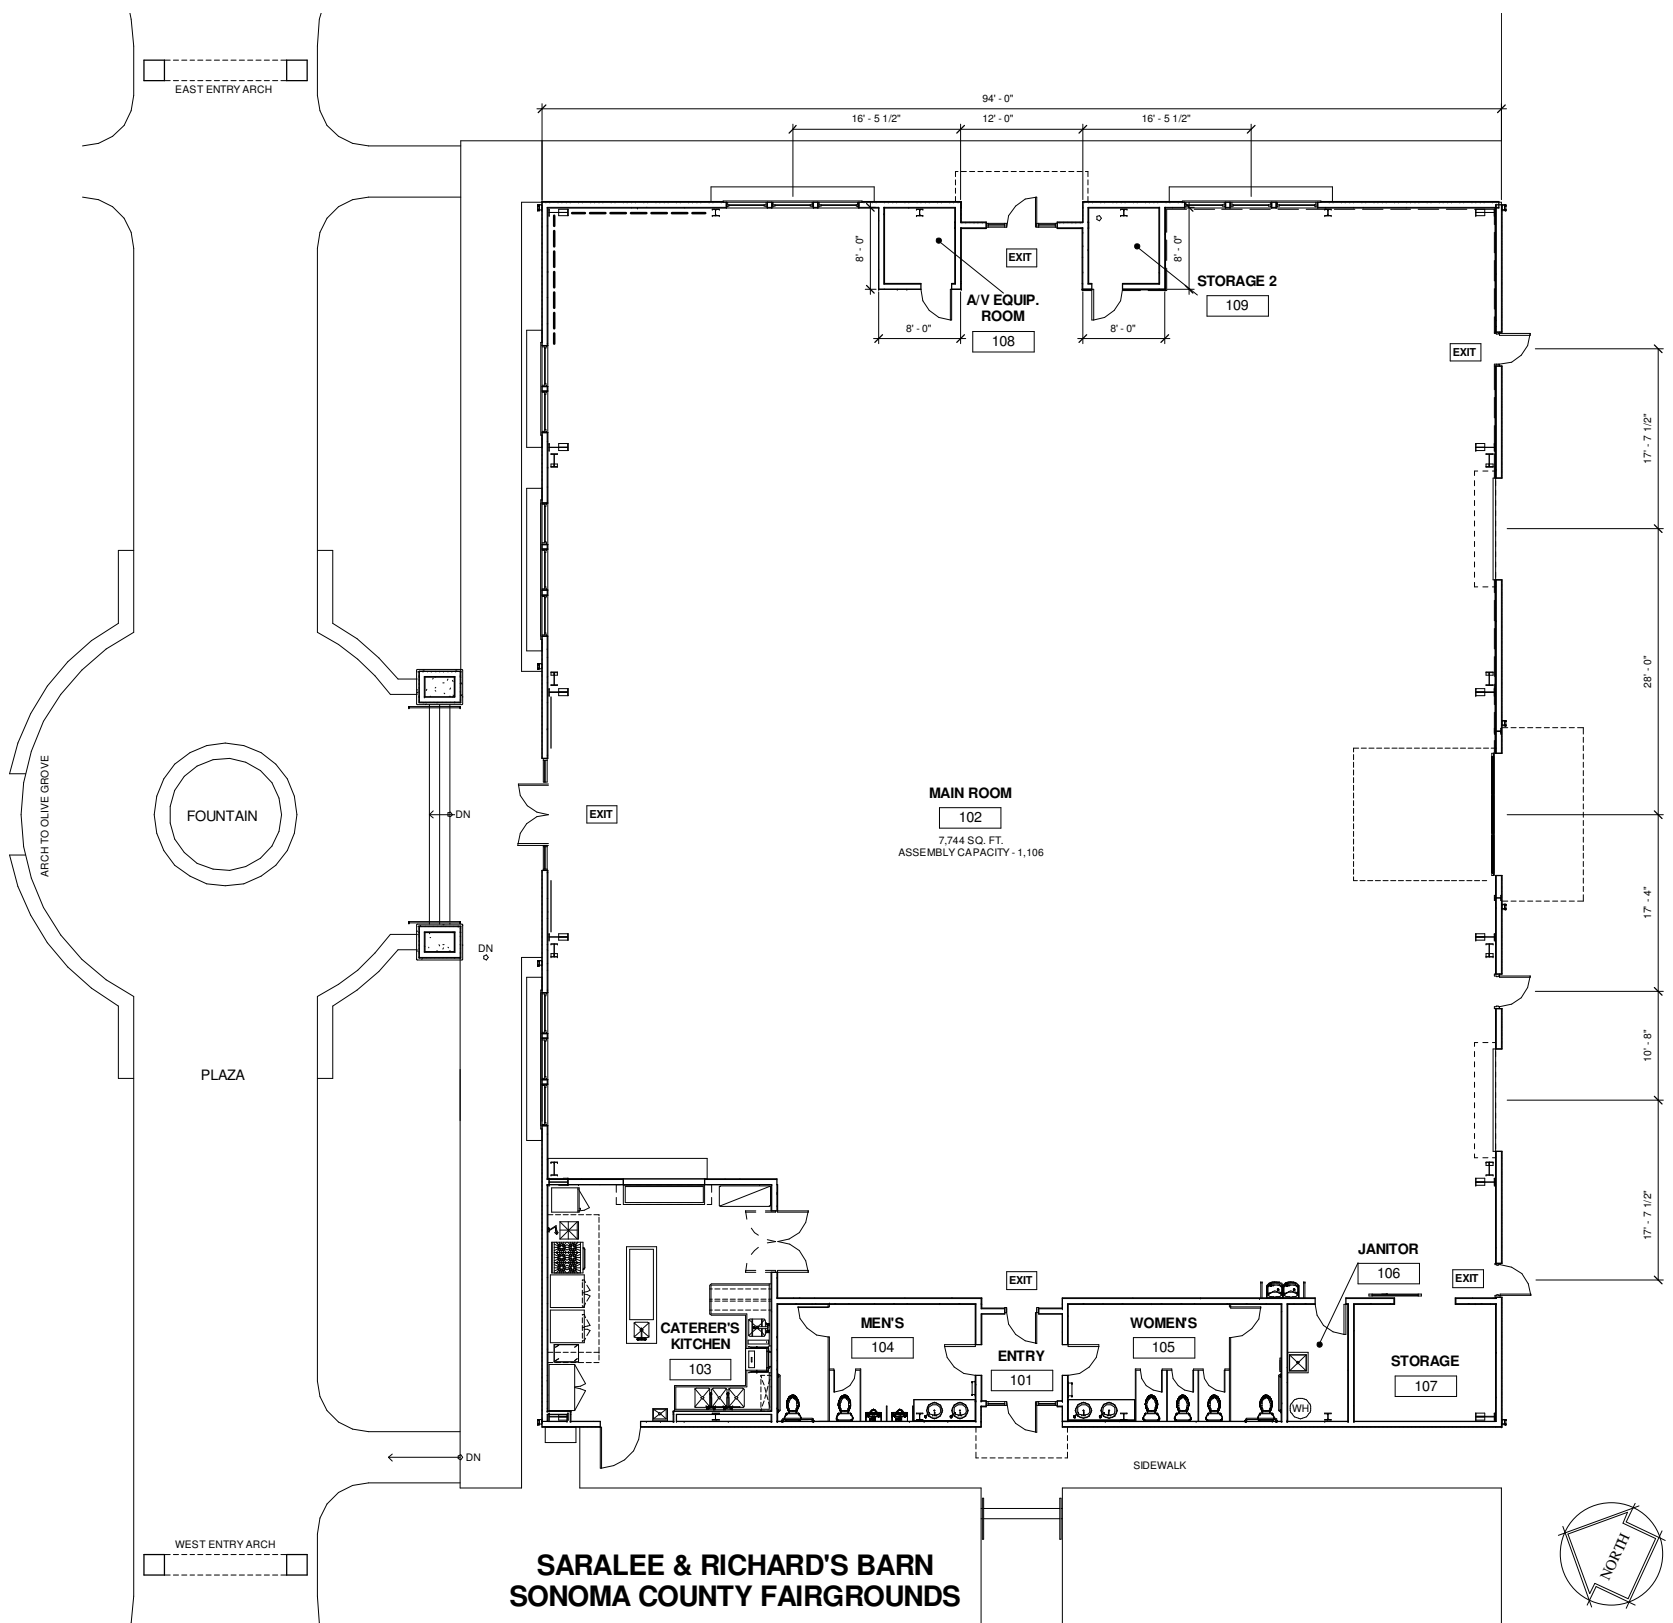 EAST ENTRY ARCH
94' - 0"
16' - 5 1/2"
12' - 0"
16' - 5 1/2"
8' - 0"
EXIT
8' - 0"
A/V EQUIP.
ROOM
108
STORAGE 2
109
8' - 0"
8' - 0"
EXIT
17' - 7 1/2"
28' - 0"
ARCH TO OLIVE GROVE
FOUNTAIN
DN
EXIT
MAIN ROOM
102
7,744 SQ. FT.
ASSEMBLY CAPACITY - 1,106
17' - 4"
DN
10' - 8"
PLAZA
17' - 7 1/2"
JANITOR
106
EXIT
EXIT
CATERER'S
KITCHEN
103
MEN'S
104
ENTRY
101
WOMEN'S
105
STORAGE
107
WH
DN
SIDEWALK
WEST ENTRY ARCH
SARALEE & RICHARD'S BARN
SONOMA COUNTY FAIRGROUNDS
NORTH